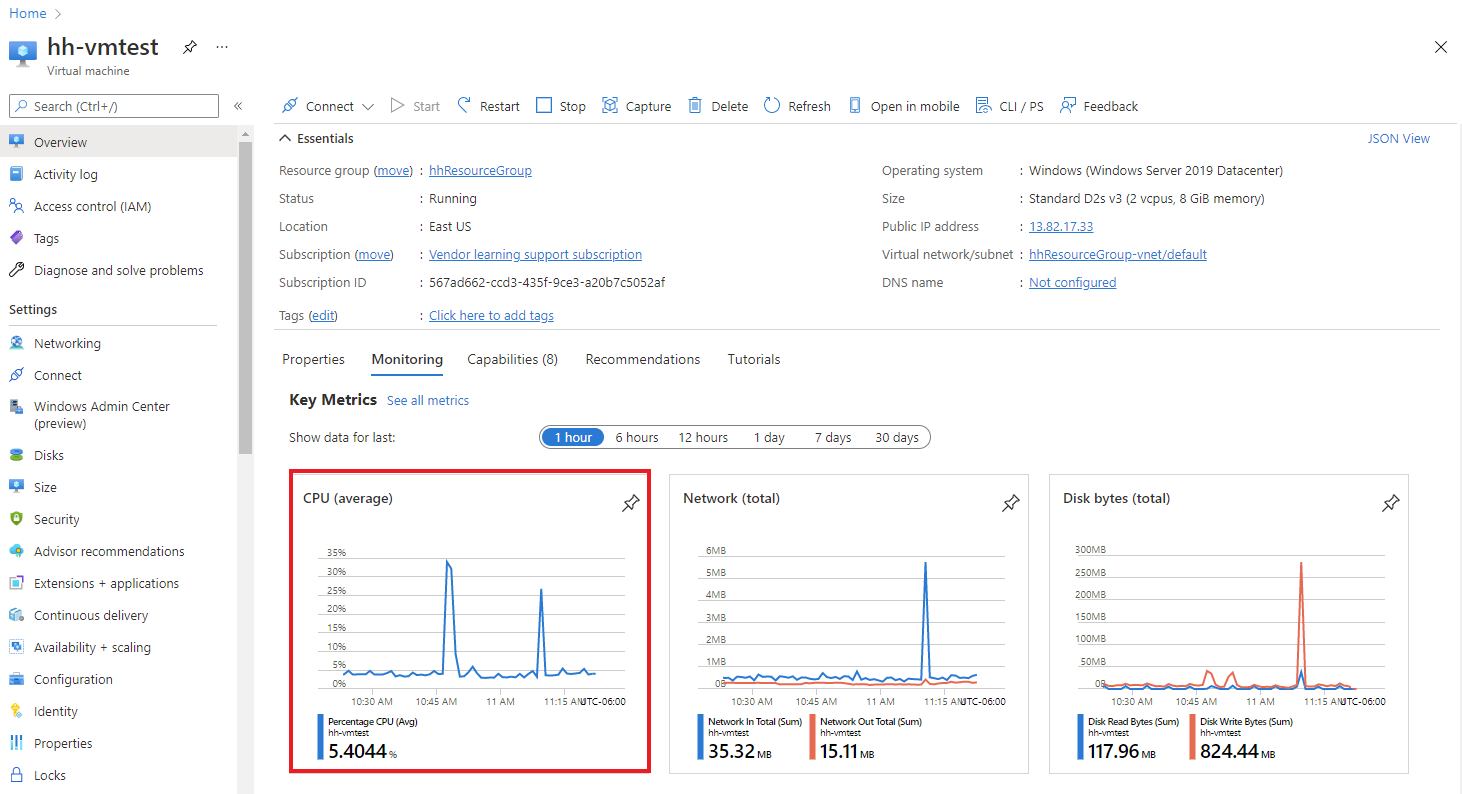 Home
hh-vmtest
Virtual machine
Search (Ctrl+/)
Connect Start Restart Stop Capture Delete Refresh Open in mobile CLI / PS Feedback
Overview
Activity log
Access control (IAM)
Tags
Diagnose and solve problems
Settings
Networking
Connect
Windows Admin Center
(preview)
Disks
Size
Security
Advisor recommendations
Extensions + applications
Continuous delivery
Availability + scaling
Configuration
Identity
Properties
Locks
Essentials JSON View
Resource group (move) : hhResourceGroup
Status : Running
Location : East US
Subscription (move) : Vendor learning support subscription
Subscription ID : 567ad662-ccd3-435f-9ce3-a20b7c5052af
Tags (edit) : Click here to add tags
Operating system : Windows (Windows Server 2019 Datacenter)
Size : Standard D2s v3 (2 vcpus, 8 GiB memory)
Public IP address : 13.82.17.33
Virtual network/subnet : hhResourceGroup-vnet/default
DNS name : Not configured
Properties Monitoring Capabilities (8) Recommendations Tutorials
Key Metrics See all metrics
Show data for last: 1 hour 6 hours 12 hours 1 day 7 days 30 days
CPU (average)
35%
30%
25%
20%
15%
10%
5%
0%
10:30 AM 10:45 AM 11 AM 11:15 AM UTC-06:00
Percentage CPU (Avg)
hh-vmtest
5.4044 %
Network (total)
6MB
5MB
4MB
3MB
2MB
1MB
0B
10:30 AM 10:45 AM 11 AM 11:15 AM UTC-06:00
Network In Total (Sum) Network Out Total (Sum)
hh-vmtest hh-vmtest
35.32 MB 15.11 MB
Disk bytes (total)
300MB
250MB
200MB
150MB
100MB
50MB
0B
10:30 AM 10:45 AM 11 AM 11:15 AM UTC-06:00
Disk Read Bytes (Sum) Disk Write Bytes (Sum)
hh-vmtest hh-vmtest
117.96 MB 824.44 MB